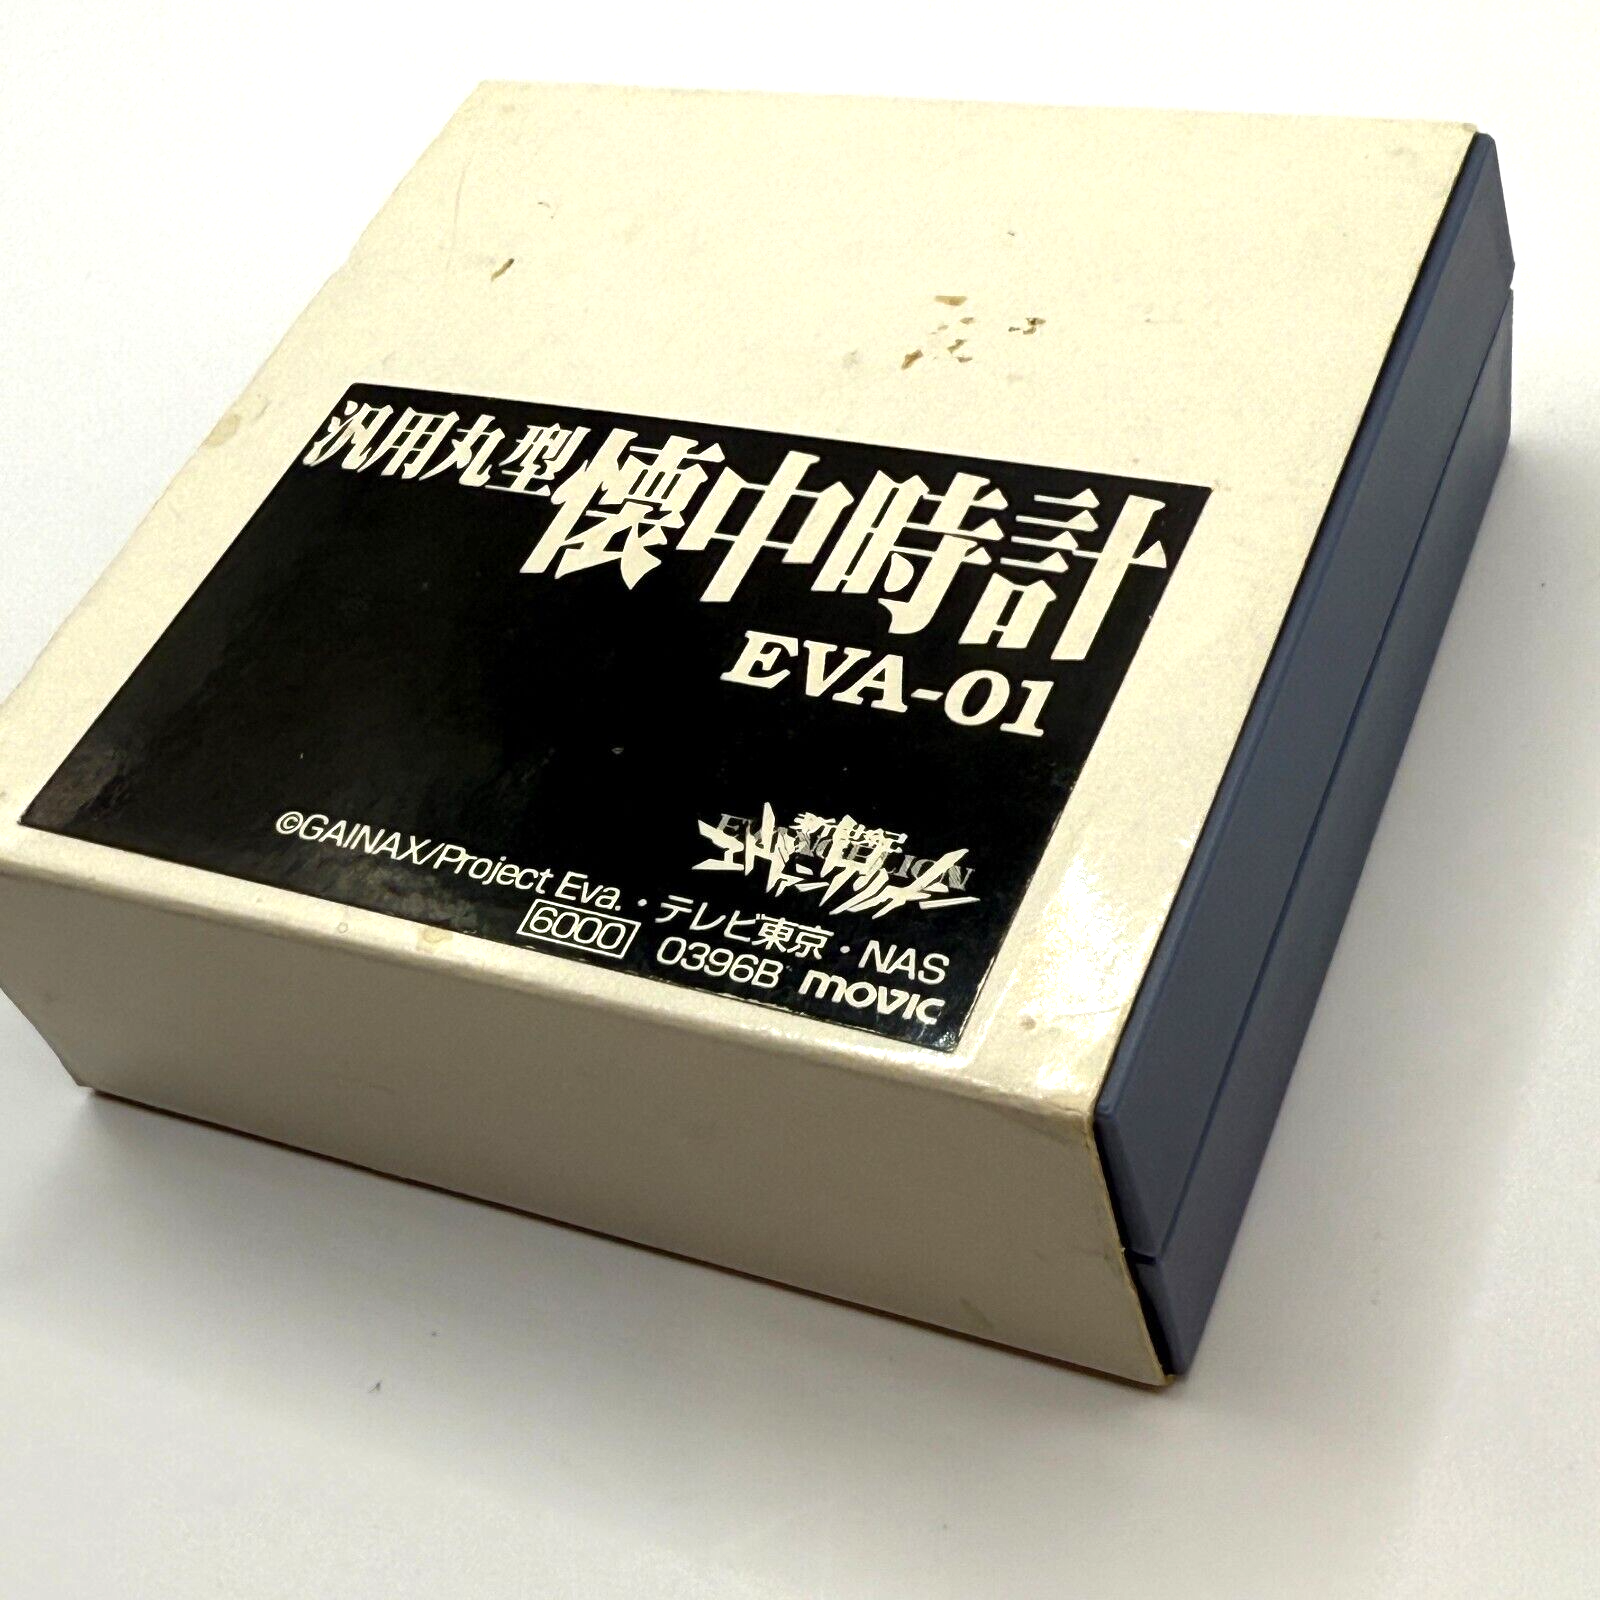 汎用丸型懐中時計
EVA-01
新世紀
EVANGELION
エヴァンゲリオン
©GAINAX/Project Eva.・テレビ東京・NAS
6000 0396B movic